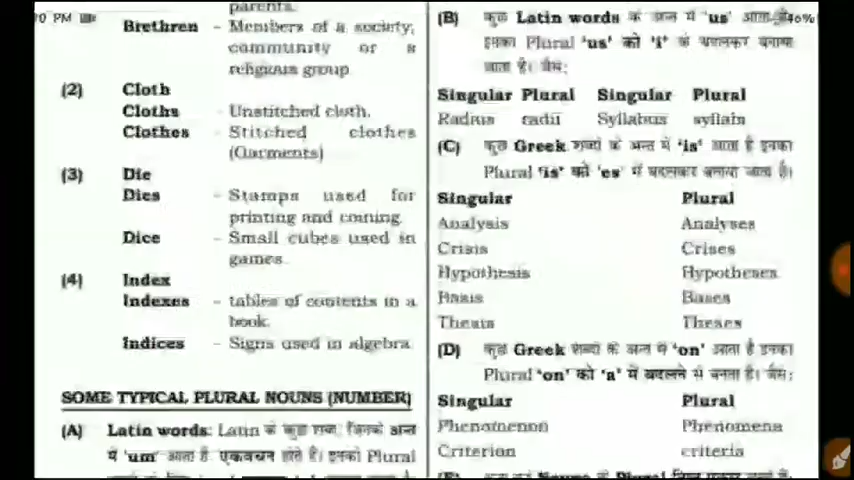 0 PM
46%
parents.
Brethren - Members of a society,
community or a
religious group
(2) Cloth
Cloths - Unstitched cloth.
Clothes - Stitched clothes
(Garments)
(3) Die
Dies - Stamps used for
printing and coining.
Dice - Small cubes used in
games.
(4) Index
Indexes - tables of contents in a
book.
Indices - Signs used in algebra
SOME TYPICAL PLURAL NOUNS (NUMBER)
(A) Latin words: Latin के कुछ शब्द, जिनके अन्त
में 'um' आता है एकवचन होते हैं। इनको Plural
(B) कुछ Latin words के अन्त में 'us' आता है,
इनका Plural 'us' को 'i' के बदलकर बनाया
जाता है। जैसे:
Singular Plural Singular Plural
Radius radii Syllabus syllabi
(C) कुछ Greek शब्दों के अन्त में 'is' आता है इनका
Plural 'is' को 'es' में बदलकर बनाया जाता है।
Singular Plural
Analysis Analyses
Crisis Crises
Hypothesis Hypotheses
Basis Bases
Thesis Theses
(D) कुछ Greek शब्दों के अन्त में 'on' आता है इनका
Plural 'on' को 'a' में बदलने से बनता है। जैसे:
Singular Plural
Phenomenon Phenomena
Criterion criteria